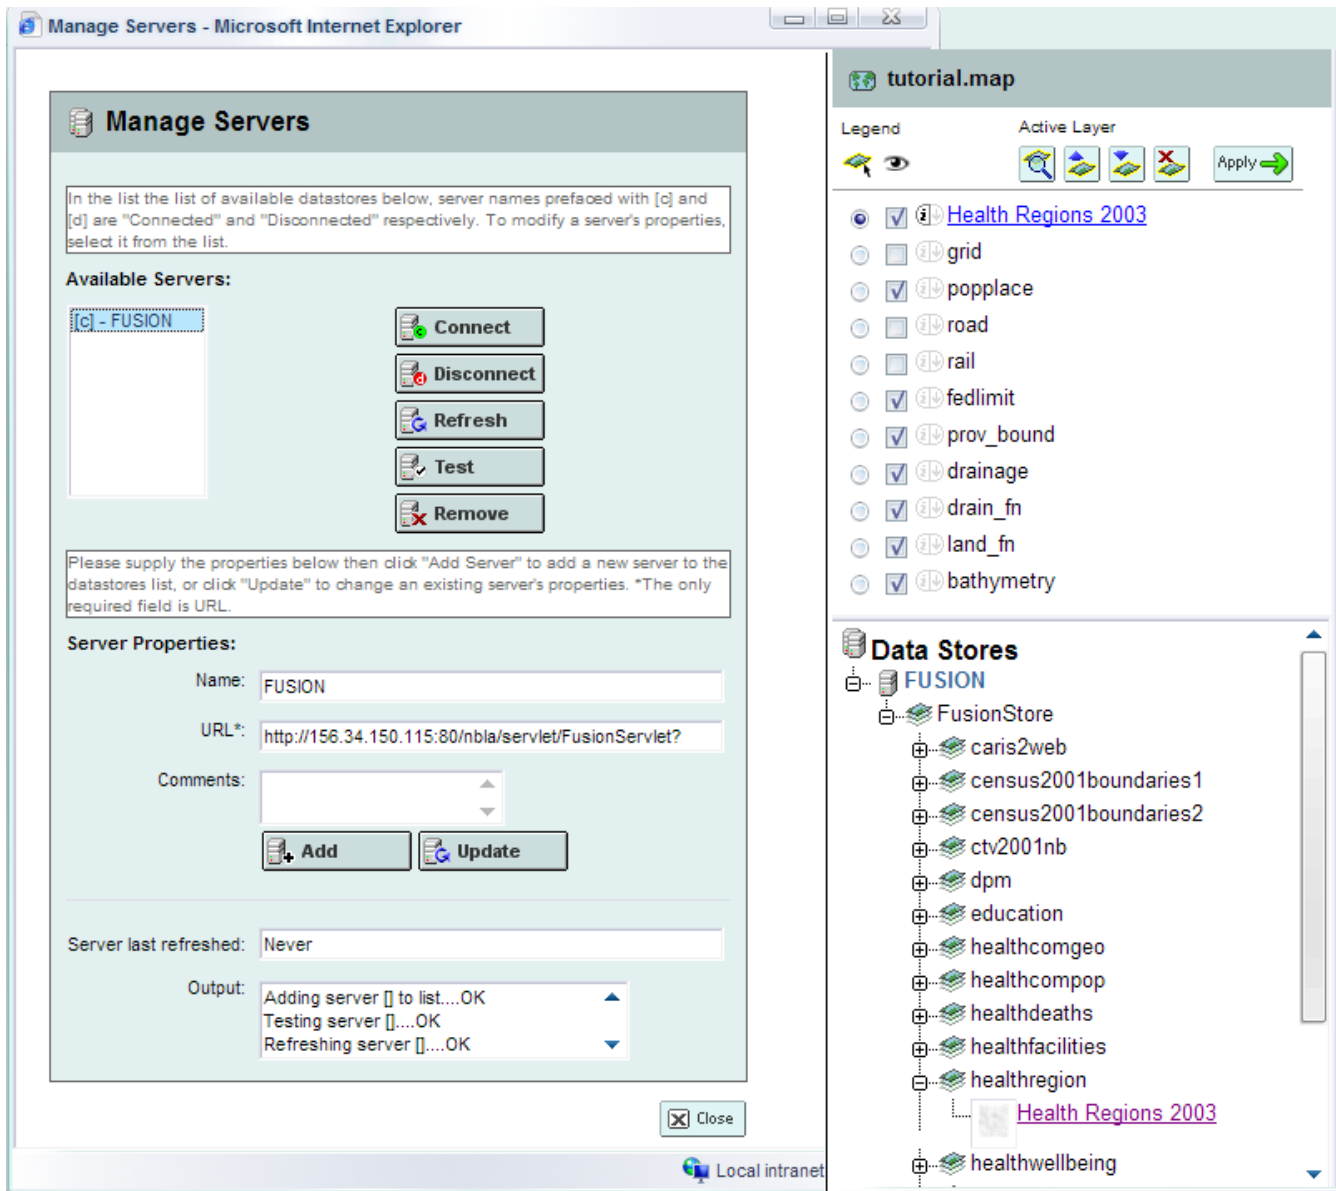 Manage Servers - Microsoft Internet Explorer
Manage Servers
In the list the list of available datastores below, server names prefaced with [c] and
[d] are "Connected" and "Disconnected" respectively. To modify a server's properties,
select it from the list.
Available Servers:
[c] - FUSION
Connect
Disconnect
Refresh
Test
Remove
Please supply the properties below then click "Add Server" to add a new server to the
datastores list, or click "Update" to change an existing server's properties. *The only
required field is URL.
Server Properties:
Name: FUSION
URL*: http://156.34.150.115:80/nbla/servlet/FusionServlet?
Comments:
Add Update
Server last refreshed: Never
Output: Adding server [] to list....OK
Testing server []....OK
Refreshing server []....OK
Close
Local intranet
tutorial.map
Legend Active Layer
Apply
Health Regions 2003
grid
popplace
road
rail
fedlimit
prov_bound
drainage
drain_fn
land_fn
bathymetry
Data Stores
FUSION
FusionStore
caris2web
census2001boundaries1
census2001boundaries2
ctv2001nb
dpm
education
healthcomgeo
healthcompop
healthdeaths
healthfacilities
healthregion
Health Regions 2003
healthwellbeing